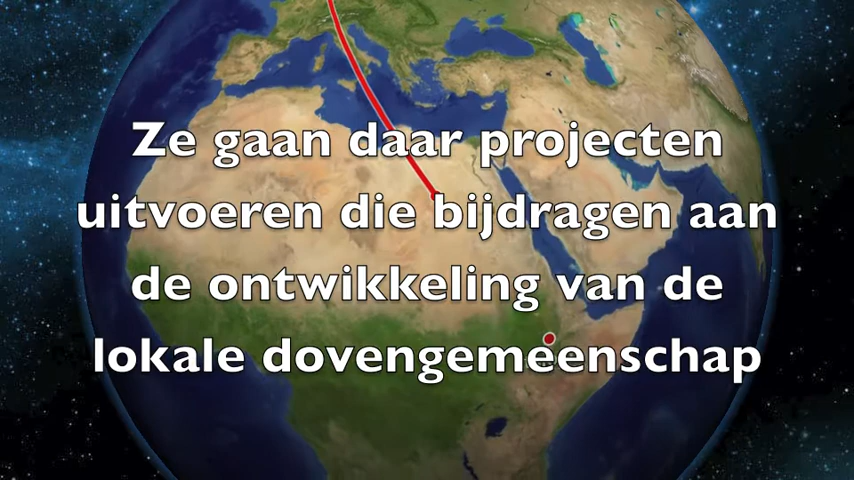 Ze gaan daar projecten
uitvoeren die bijdragen aan
de ontwikkeling van de
lokale dovengemeenschap